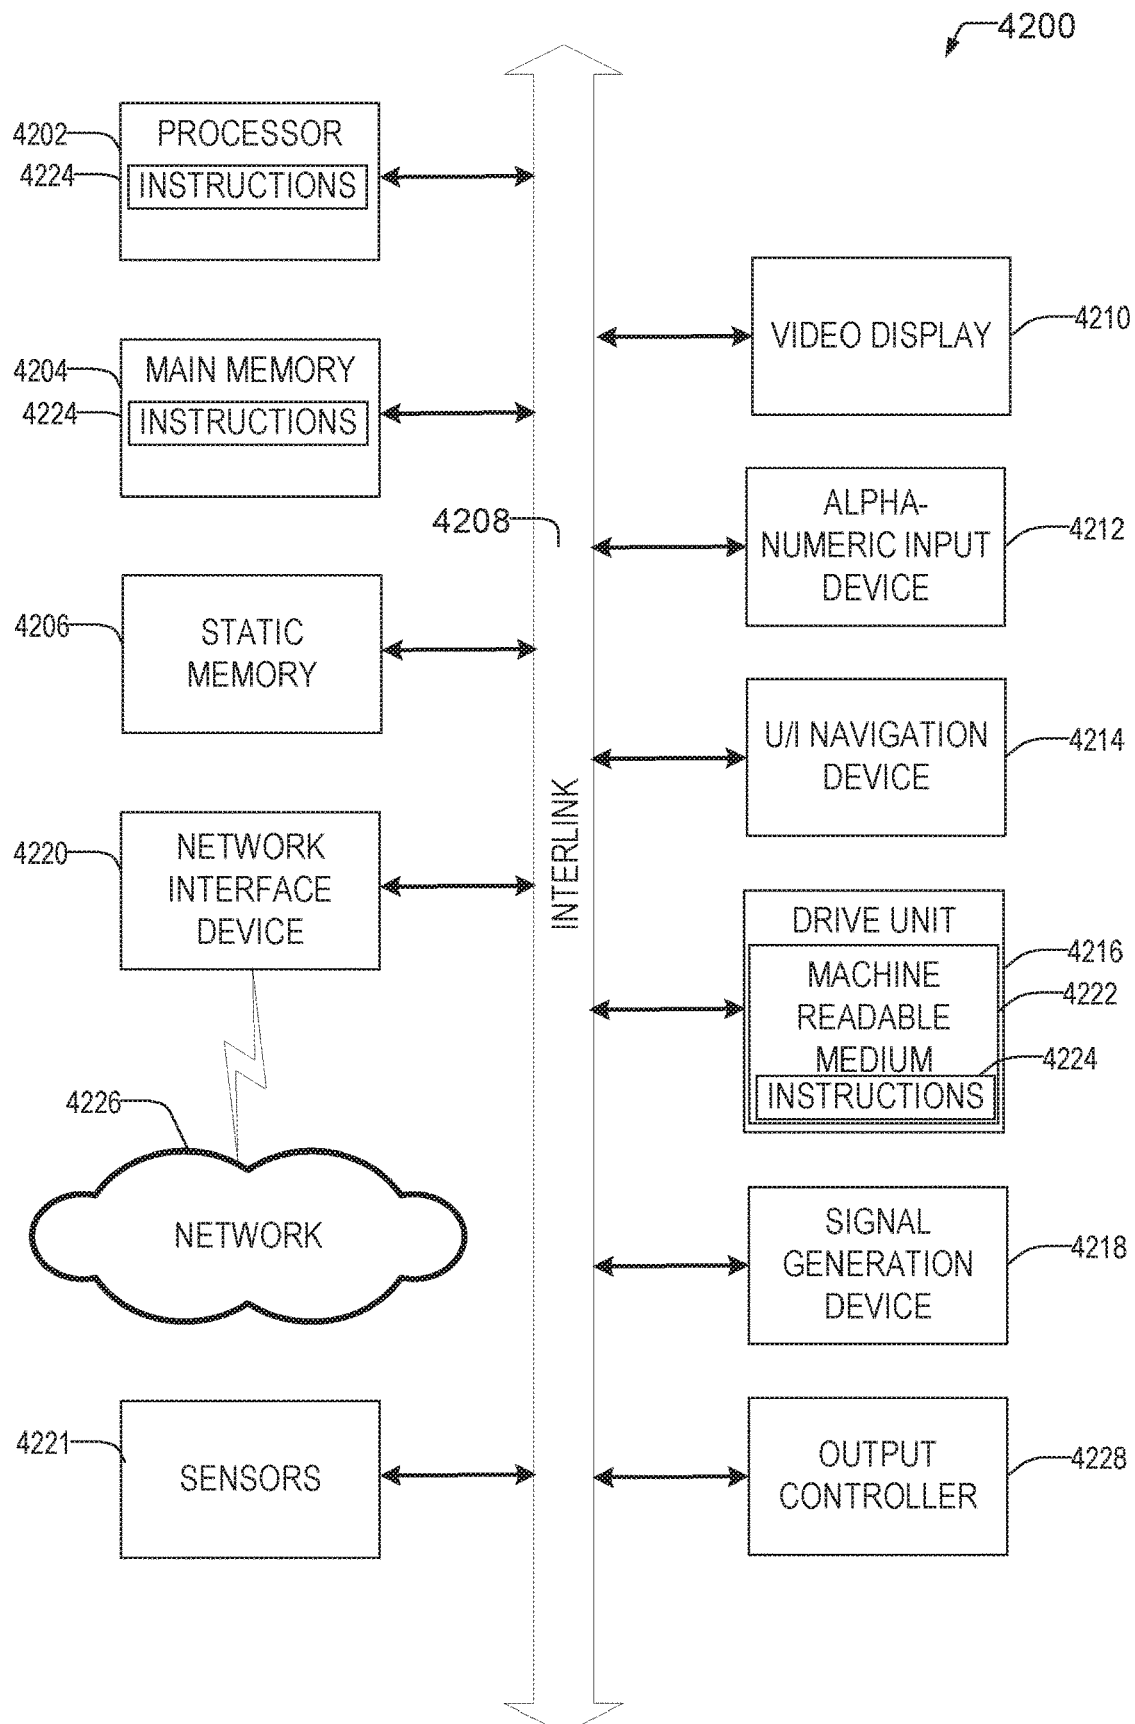 4200
4202
PROCESSOR
4224
INSTRUCTIONS
4204
MAIN MEMORY
4224
INSTRUCTIONS
4206
STATIC
MEMORY
4220
NETWORK
INTERFACE
DEVICE
4226
NETWORK
4221
SENSORS
4208
INTERLINK
VIDEO DISPLAY
4210
ALPHA-
NUMERIC INPUT
DEVICE
4212
U/I NAVIGATION
DEVICE
4214
DRIVE UNIT
4216
MACHINE
READABLE
MEDIUM
4222
4224
INSTRUCTIONS
SIGNAL
GENERATION
DEVICE
4218
OUTPUT
CONTROLLER
4228